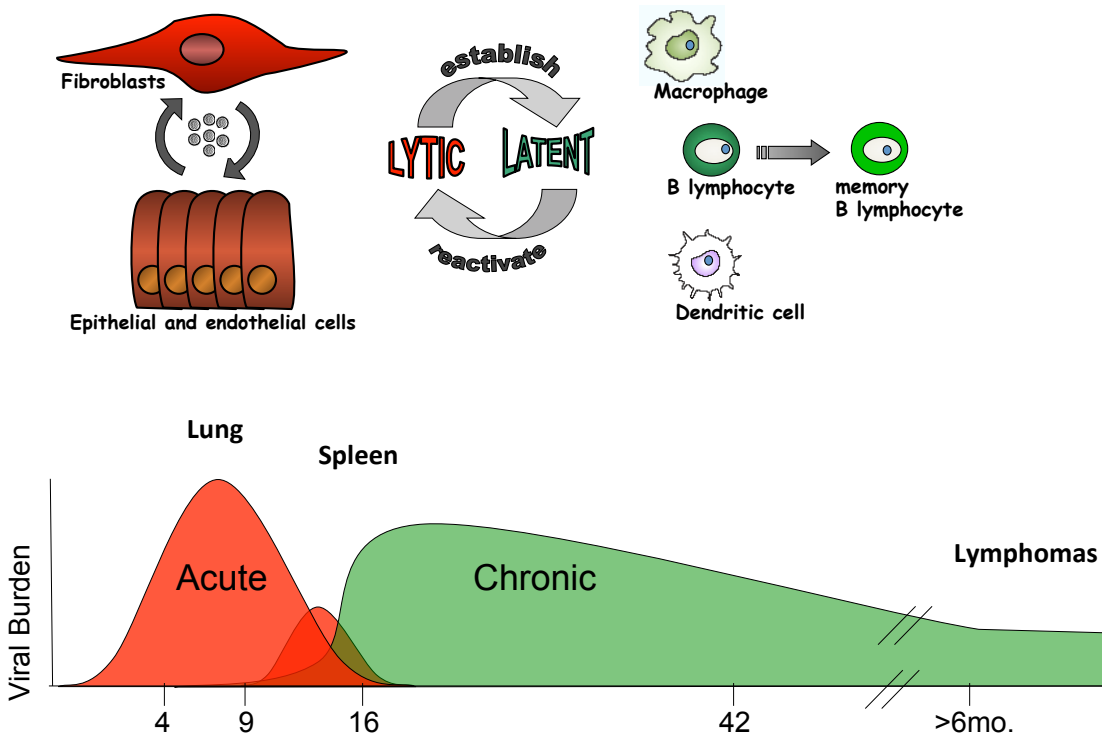 Fibroblasts
Epithelial and endothelial cells
establish
LYTIC
LATENT
reactivate
Macrophage
B lymphocyte
memory
B lymphocyte
Dendritic cell
Lung
Spleen
Lymphomas
Viral Burden
Acute
Chronic
4
9
16
42
>6mo.